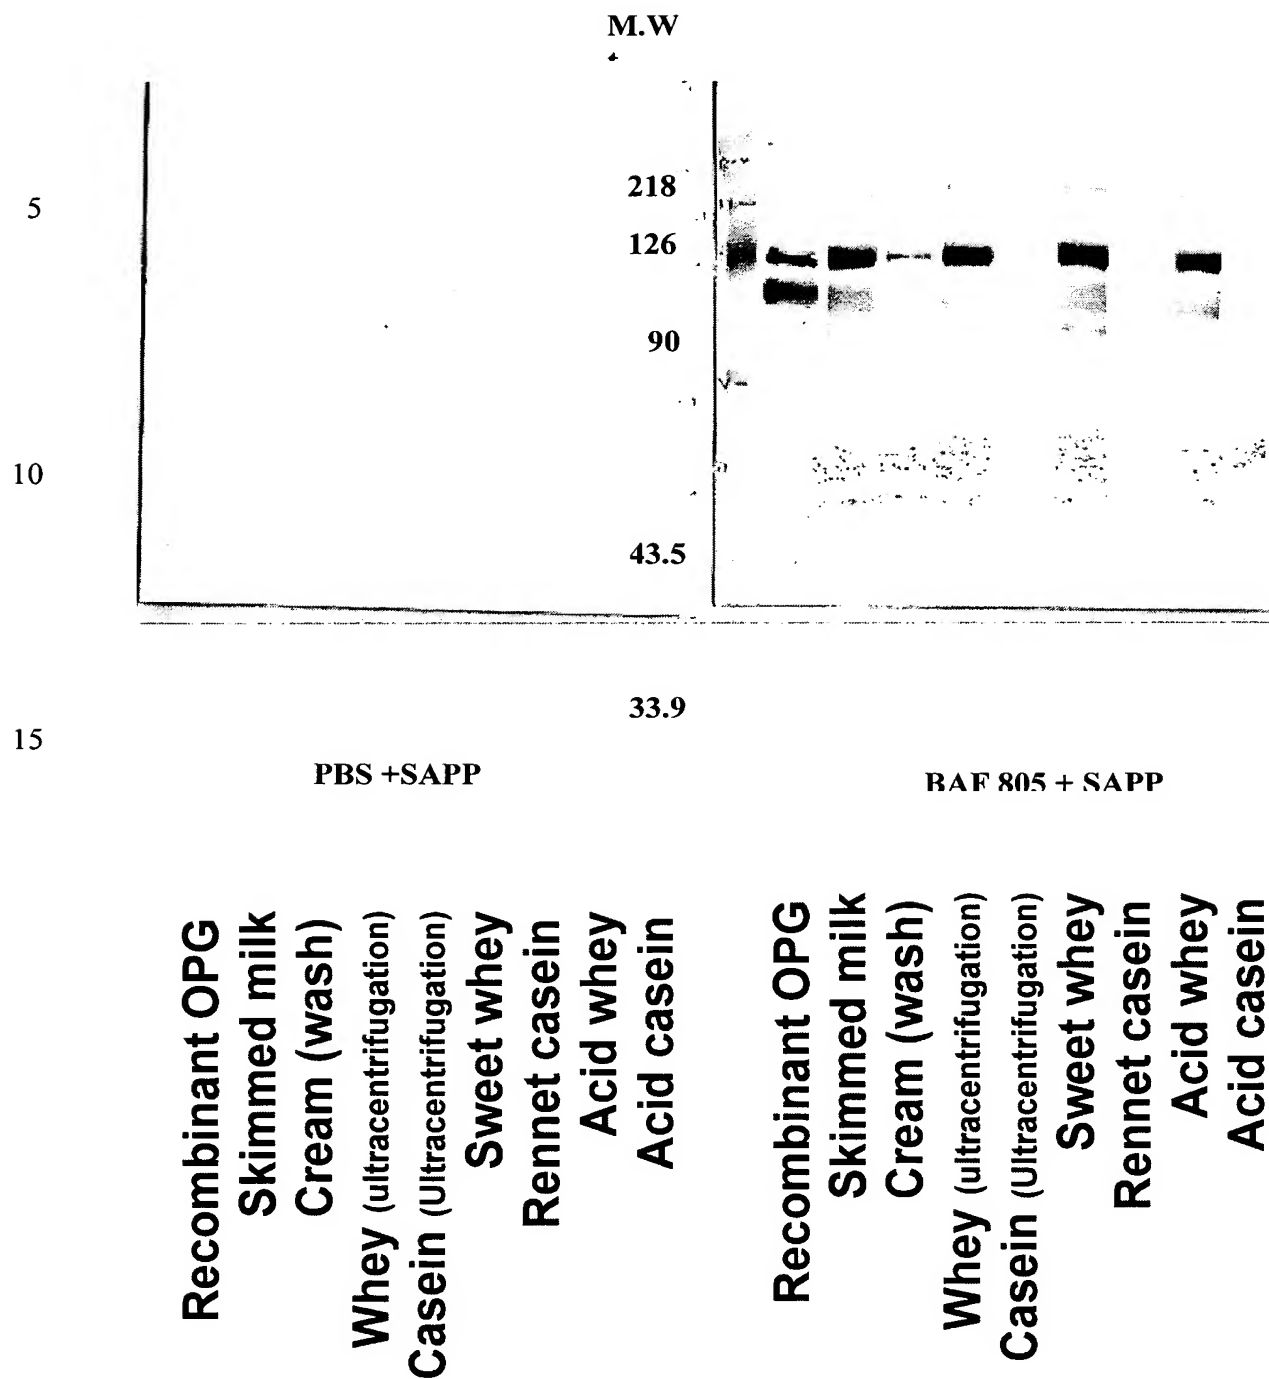 M.W
218
5
126
90
10
43.5
33.9
15
PBS +SAPP
BAF 805 + SAPP
Recombinant OPG
Skimmed milk
Cream (wash)
Whey (ultracentrifugation)
Casein (Ultracentrifugation)
Sweet whey
Rennet casein
Acid whey
Acid casein
Recombinant OPG
Skimmed milk
Cream (wash)
Whey (ultracentrifugation)
Casein (Ultracentrifugation)
Sweet whey
Rennet casein
Acid whey
Acid casein